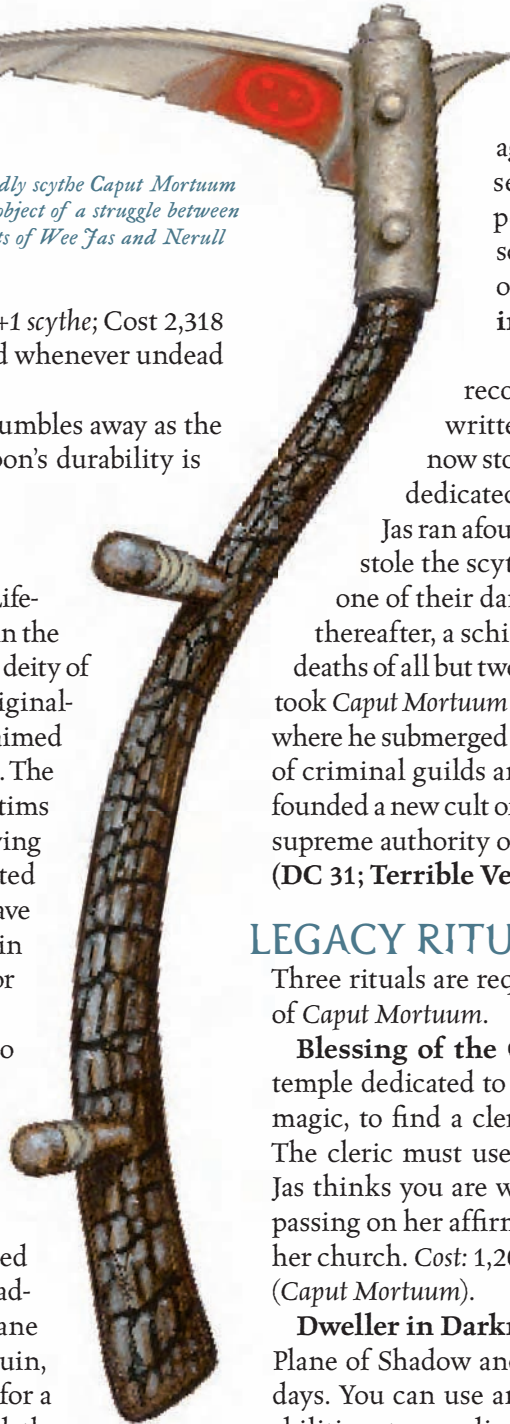 dly scythe Caput Mortuum
object of a struggle between
ts of Wee Jas and Nerull
+1 scythe; Cost 2,318
d whenever undead
umbles away as the
pon's durability is
ife-
n the
deity of
iginal-
imed
. The
tims
ving
ted
ave
in
or
o
ed
ad-
ane
uin,
for a
ag
se
p
so
o
in
reco
writte
now sto
dedicated
Jas ran afou
stole the scyt
one of their da
thereafter, a schi
deaths of all but tw
took Caput Mortuum
where he submerged
of criminal guilds a
founded a new cult o
supreme authority o
(DC 31; Terrible Ve
LEGACY RITU
Three rituals are req
of Caput Mortuum.
Blessing of the
temple dedicated to
magic, to find a cler
The cleric must use
Jas thinks you are w
passing on her affirm
her church. Cost: 1,20
(Caput Mortuum).
Dweller in Dark
Plane of Shadow and
days. You can use a